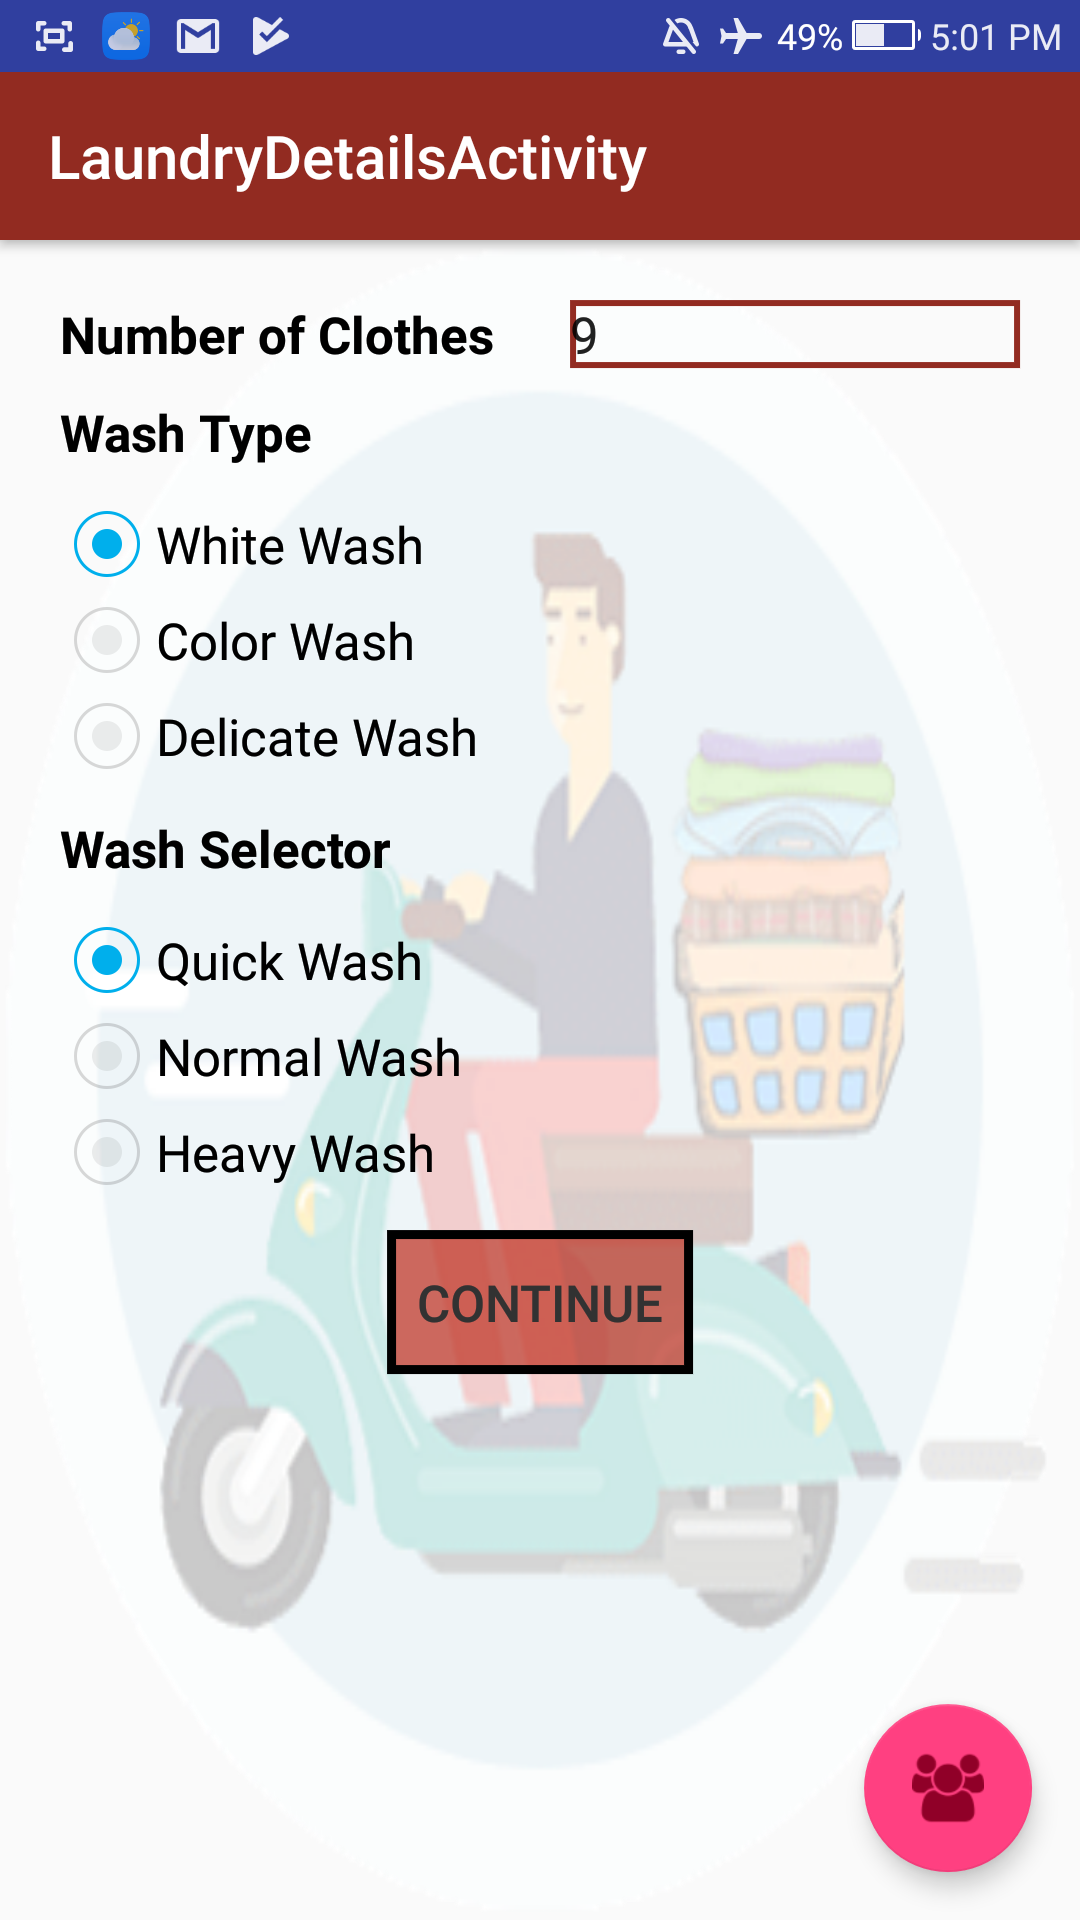 49% 5:01 PM
LaundryDetailsActivity
Number of Clothes 9
Wash Type
White Wash
Color Wash
Delicate Wash
Wash Selector
Quick Wash
Normal Wash
Heavy Wash
CONTINUE